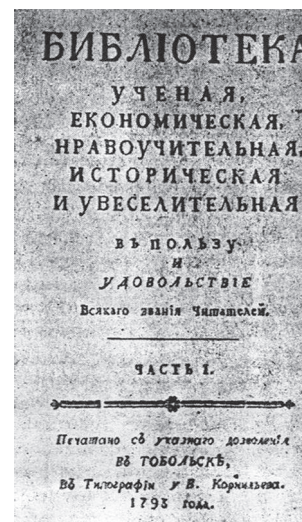 БИБЛІОТЕКА
УЧЕНАЯ,
ЕКОНОМИЧЕСКАЯ,
НРАВОУЧИТЕЛЬНАЯ,
ИСТОРИЧЕСКАЯ
И УВЕСЕЛИТЕЛЬНАЯ
ВЪ ПОЛЬЗУ
И
УДОВОЛЬСТВІЕ
Всякаго званія Читателей.
ЧАСТЬ I.
Печатано съ указнаго дозволенія
ВЪ ТОБОЛЬСКѢ,
Въ Типографіи у В. Корнильева.
1793 года.